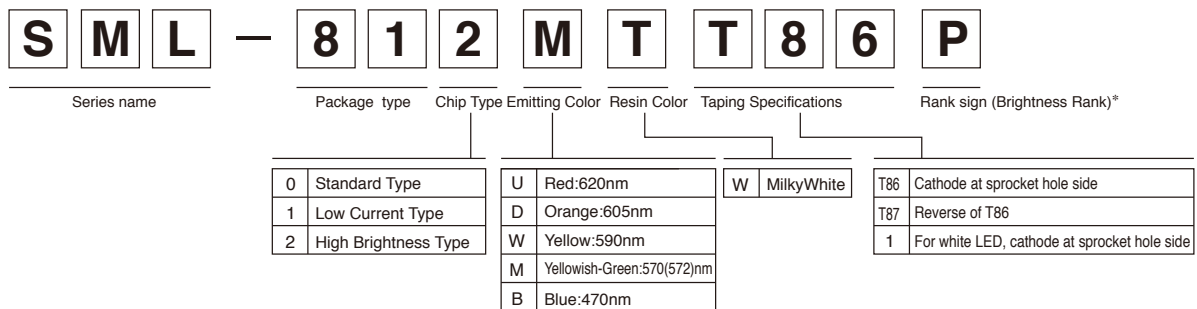 S M L — 8 1 2 M T T 8 6 P
Series name Package type Chip Type Emitting Color Resin Color Taping Specifications Rank sign (Brightness Rank)*
0 Standard Type
1 Low Current Type
2 High Brightness Type
U Red:620nm
D Orange:605nm
W Yellow:590nm
M Yellowish-Green:570(572)nm
B Blue:470nm
W MilkyWhite
T86 Cathode at sprocket hole side
T87 Reverse of T86
1 For white LED, cathode at sprocket hole side